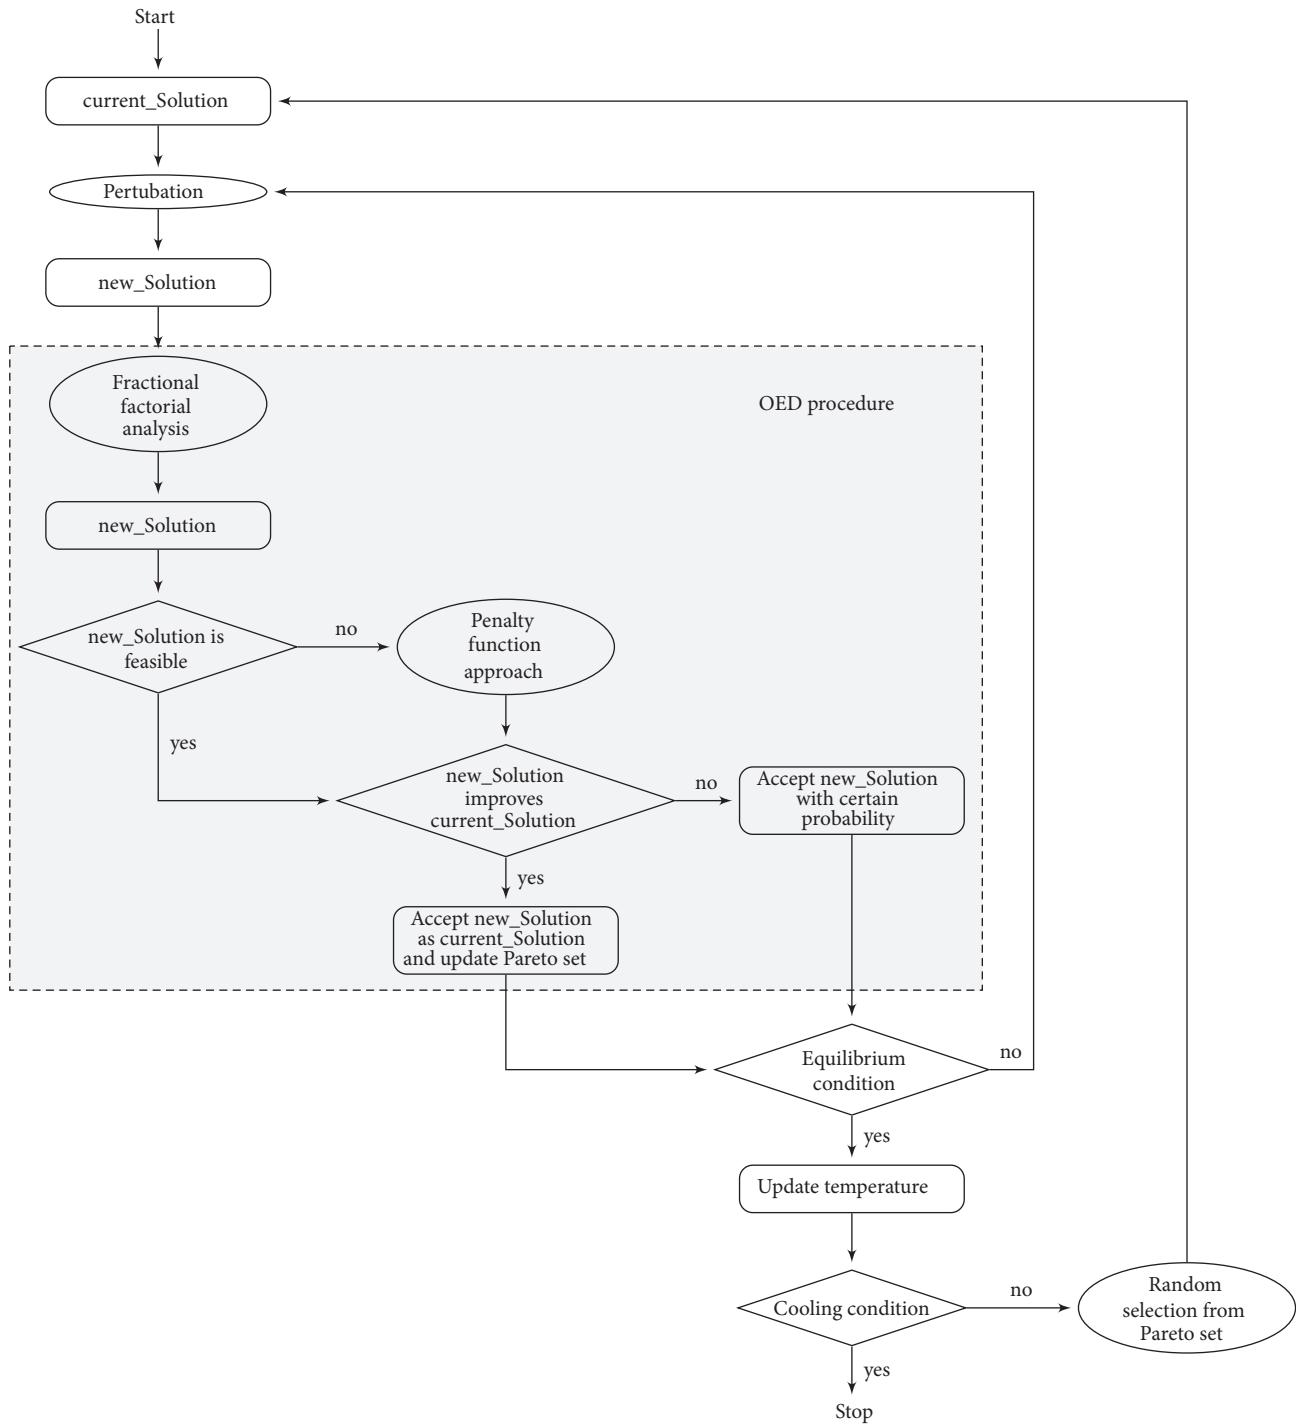 Start
current_Solution
Pertubation
new_Solution
Fractional
factorial
analysis
OED procedure
new_Solution
new_Solution is
feasible
no
Penalty
function
approach
yes
new_Solution
improves
current_Solution
no
Accept new_Solution
with certain
probability
yes
Accept new_Solution
as current_Solution
and update Pareto set
Equilibrium
condition
no
yes
Update temperature
Cooling condition
no
Random
selection from
Pareto set
yes
Stop